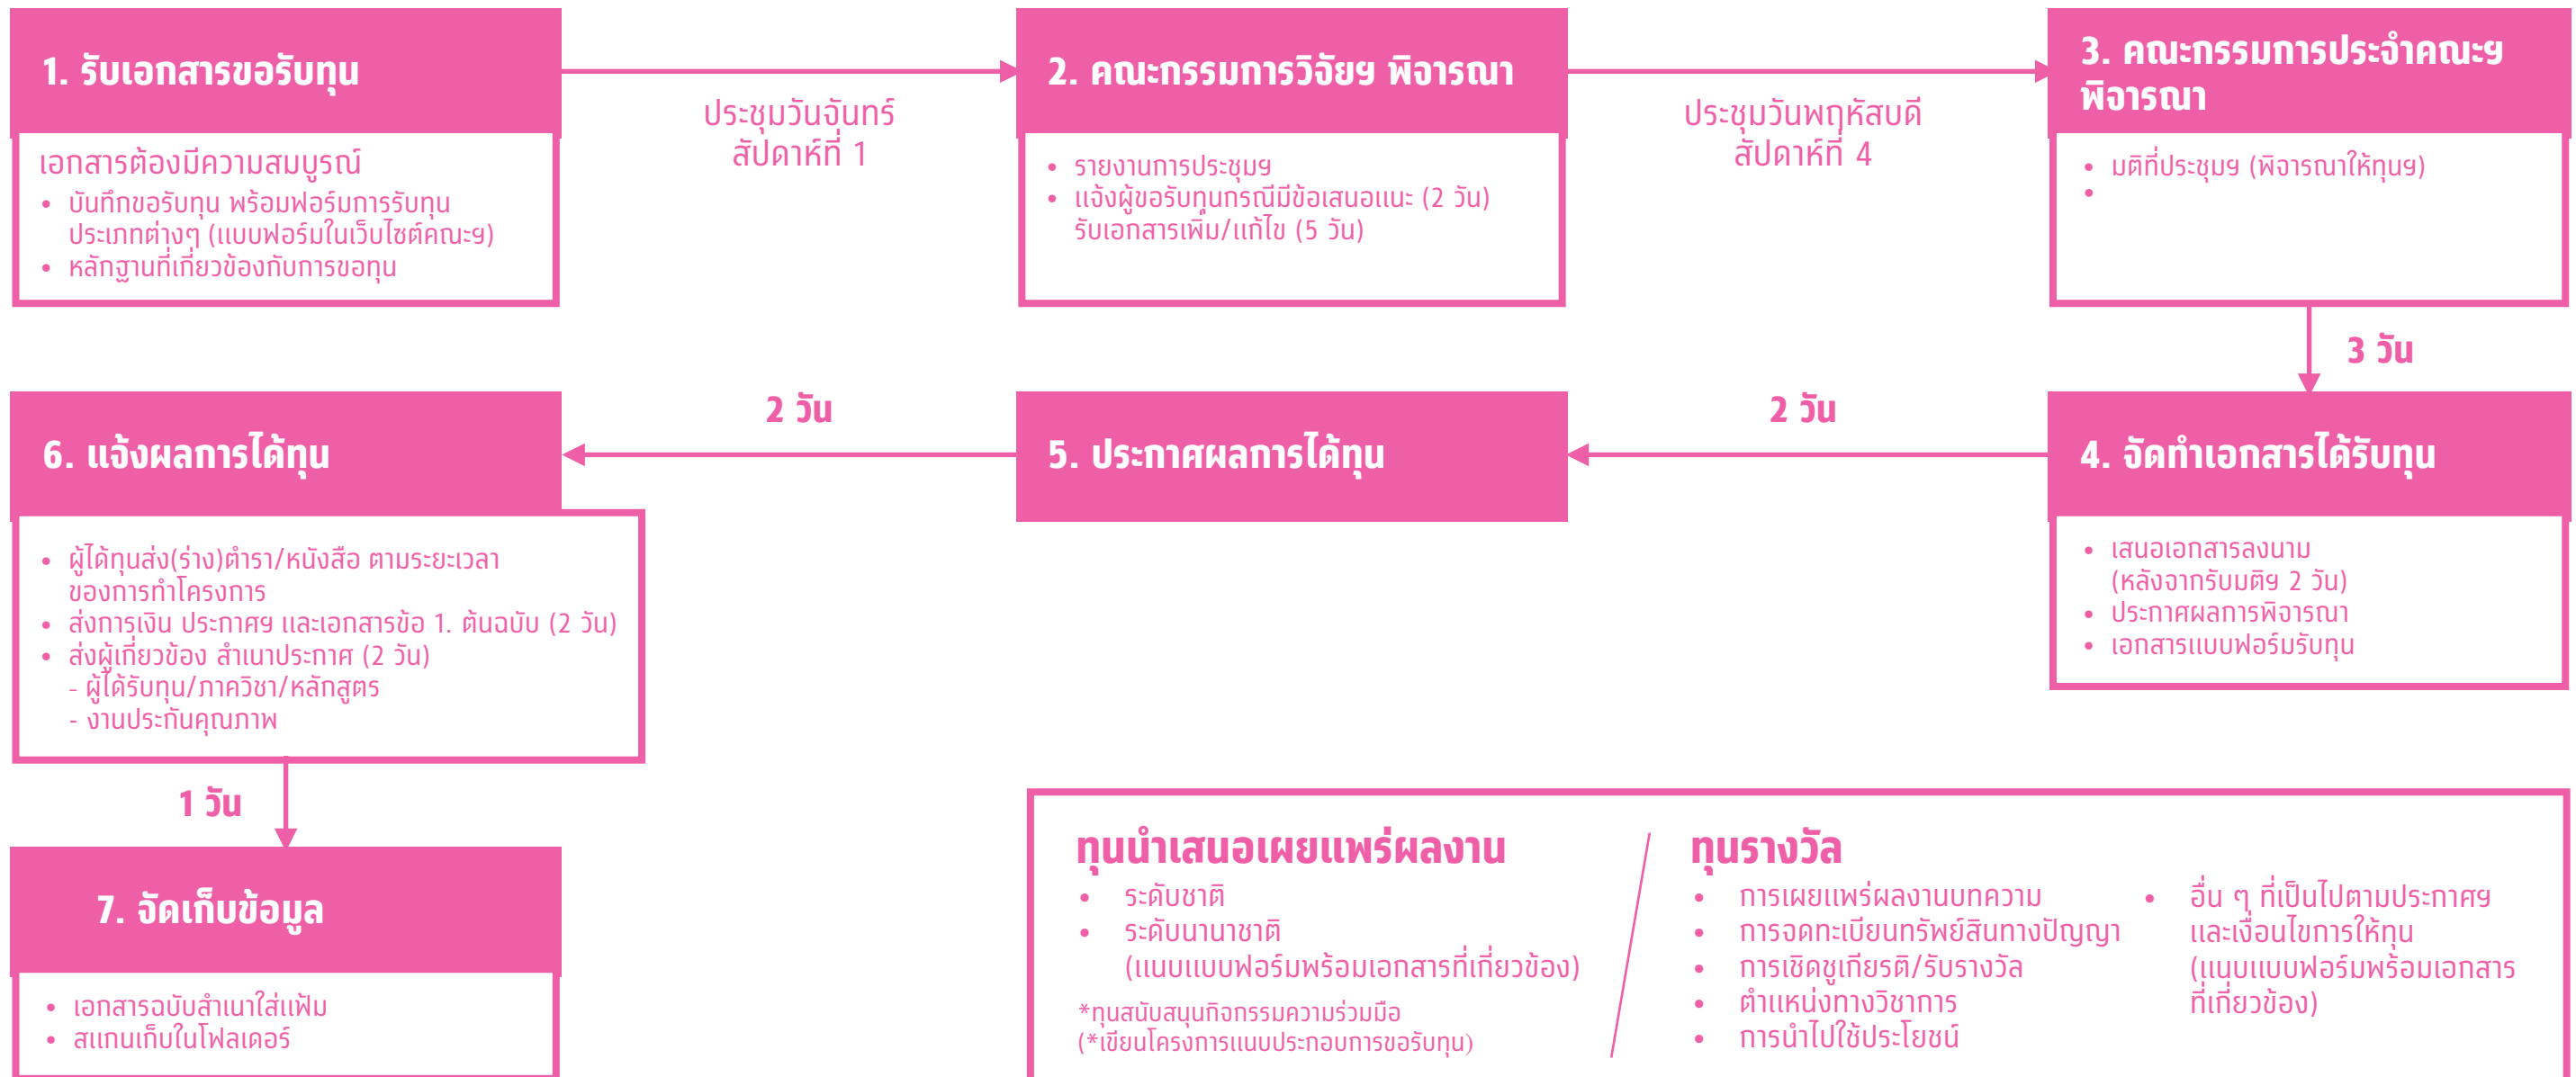 1. รับเอกสารขอรับทุน
เอกสารต้องมีความสมบูรณ์
• บันทึกขอรับทุน พร้อมฟอร์มการรับทุน
ประเภทต่างๆ (แบบฟอร์มในเว็บไซต์คณะฯ)
• หลักฐานที่เกี่ยวข้องกับการขอทุน
ประชุมวันจันทร์
สัปดาห์ที่ 1
2. คณะกรรมการวิจัยฯ พิจารณา
• รายงานการประชุมฯ
• แจ้งผู้ขอรับทุนกรณีมีข้อเสนอแนะ (2 วัน)
รับเอกสารเพิ่ม/แก้ไข (5 วัน)
ประชุมวันพฤหัสบดี
สัปดาห์ที่ 4
3. คณะกรรมการประจำคณะฯ
พิจารณา
• มติที่ประชุมฯ (พิจารณาให้ทุนฯ)
•
3 วัน
4. จัดทำเอกสารได้รับทุน
• เสนอเอกสารลงนาม
(หลังจากรับมติฯ 2 วัน)
• ประกาศผลการพิจารณา
• เอกสารแบบฟอร์มรับทุน
2 วัน
5. ประกาศผลการได้ทุน
2 วัน
6. แจ้งผลการได้ทุน
• ผู้ได้ทุนส่ง(ร่าง)ตำรา/หนังสือ ตามระยะเวลา
ของการทำโครงการ
• ส่งการเงิน ประกาศฯ และเอกสารข้อ 1. ต้นฉบับ (2 วัน)
• ส่งผู้เกี่ยวข้อง สำเนาประกาศ (2 วัน)
- ผู้ได้รับทุน/ภาควิชา/หลักสูตร
- งานประกันคุณภาพ
1 วัน
7. จัดเก็บข้อมูล
• เอกสารฉบับสำเนาใส่แฟ้ม
• สแกนเก็บในโฟลเดอร์
ทุนนำเสนอเผยแพร่ผลงาน
• ระดับชาติ
• ระดับนานาชาติ
(แนบแบบฟอร์มพร้อมเอกสารที่เกี่ยวข้อง)
*ทุนสนับสนุนกิจกรรมความร่วมมือ
(*เขียนโครงการแนบประกอบการขอรับทุน)
ทุนรางวัล
• การเผยแพร่ผลงานบทความ
• การจดทะเบียนทรัพย์สินทางปัญญา
• การเชิดชูเกียรติ/รับรางวัล
• ตำแหน่งทางวิชาการ
• การนำไปใช้ประโยชน์
• อื่น ๆ ที่เป็นไปตามประกาศฯ
และเงื่อนไขการให้ทุน
(แนบแบบฟอร์มพร้อมเอกสาร
ที่เกี่ยวข้อง)